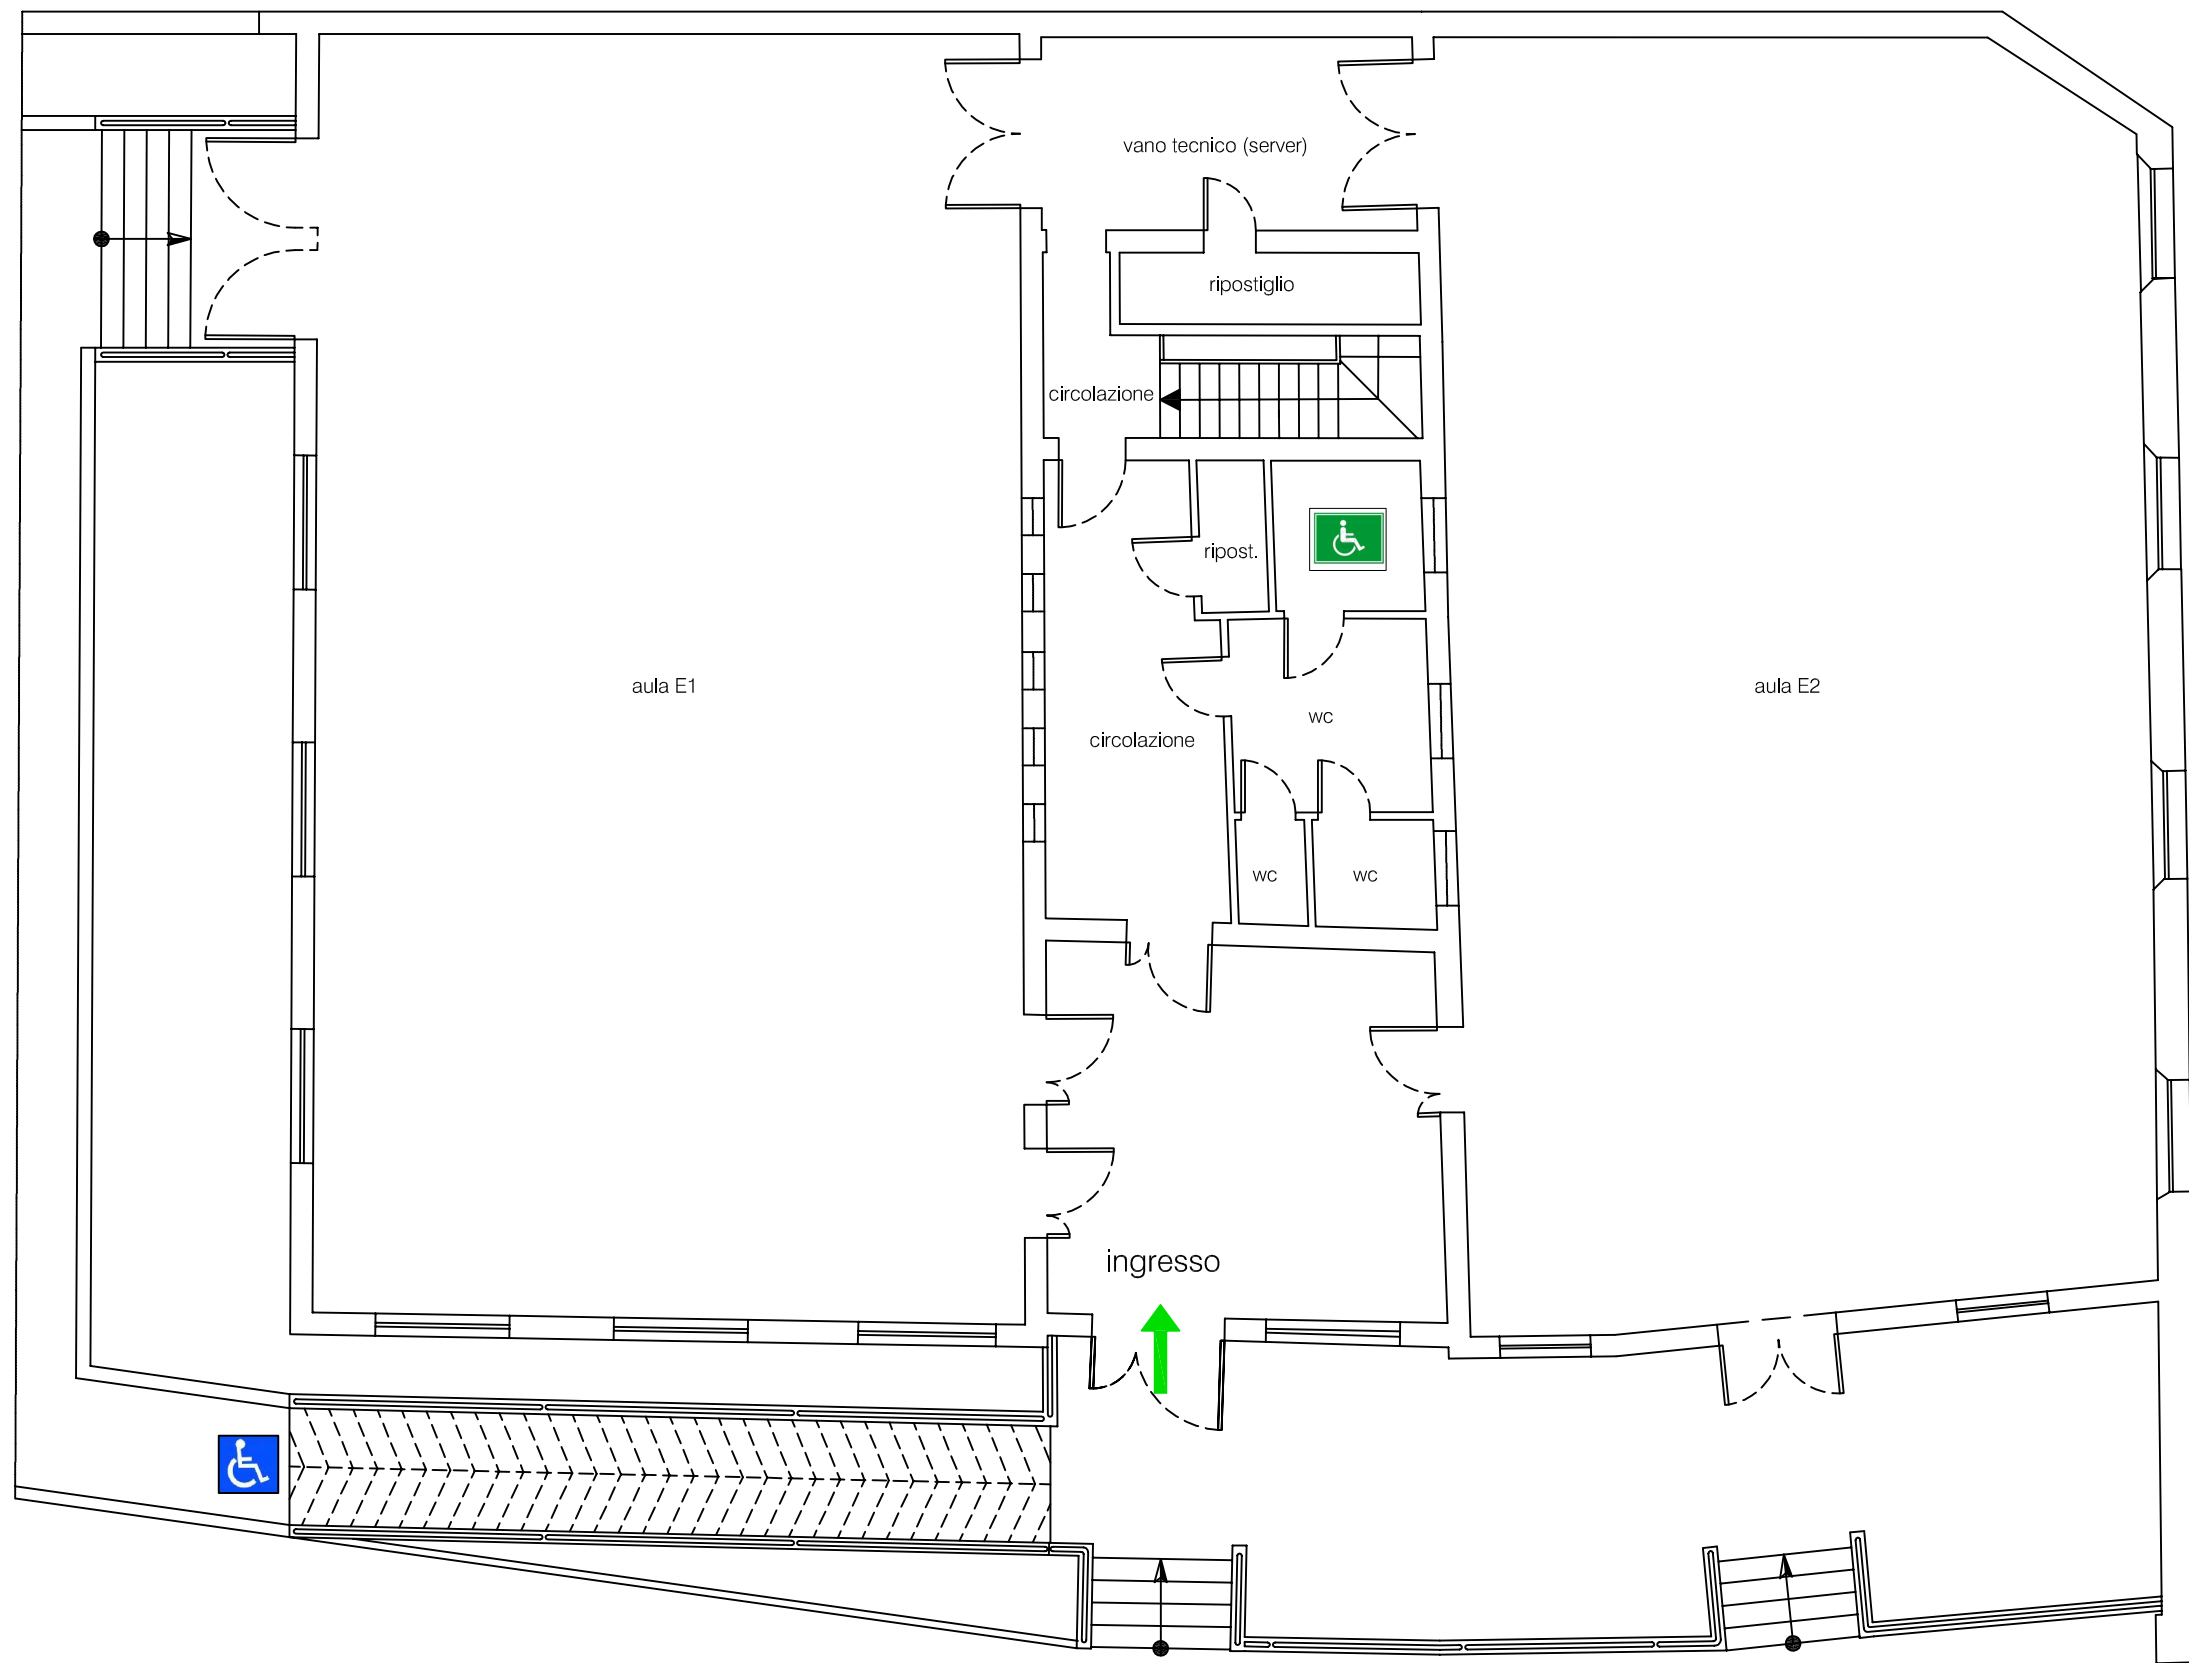 vano tecnico (server)
ripostiglio
circolazione
ripost.
aula E1
aula E2
wc
circolazione
wc
wc
ingresso